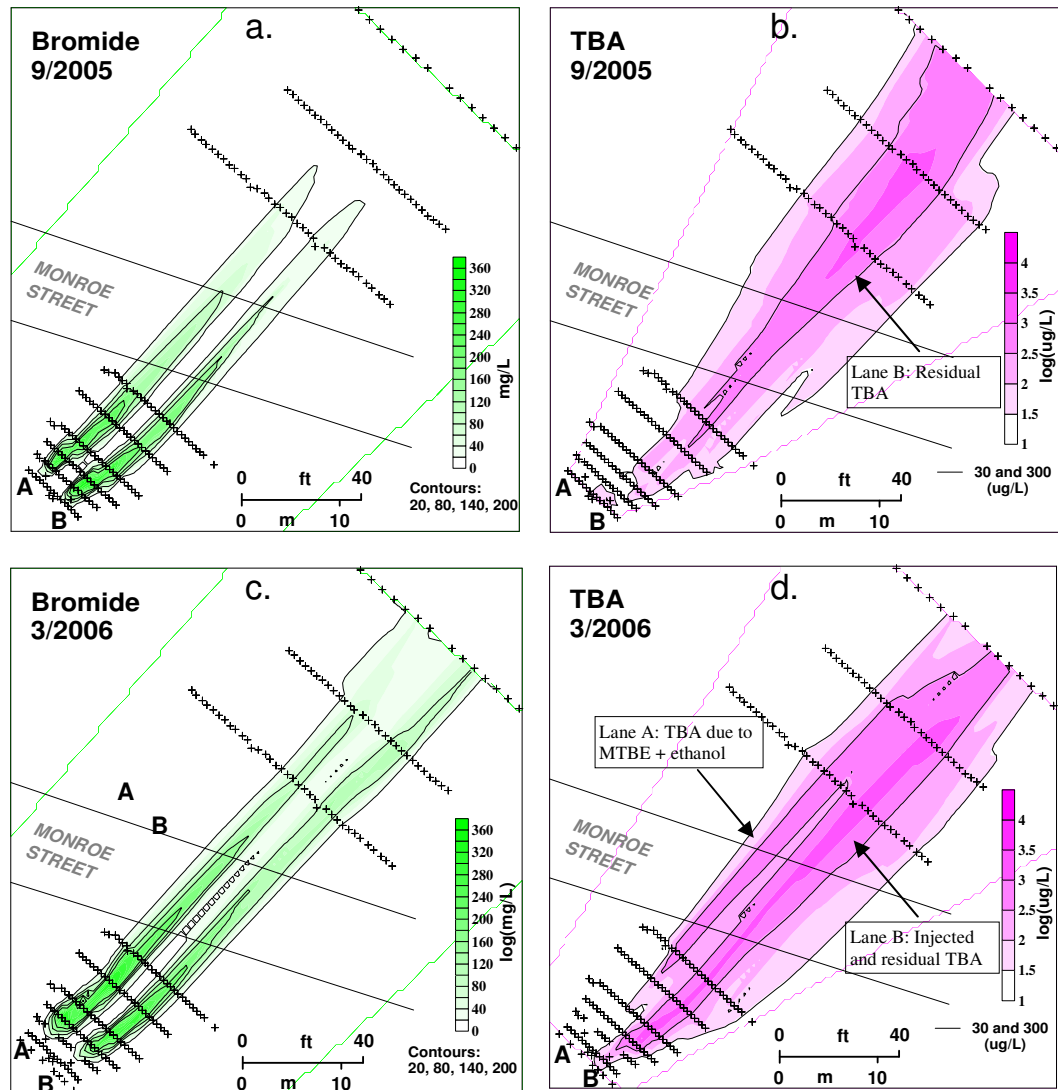 a.
Bromide
9/2005
MONROE
STREET
A
B
360
320
280
240
200
160
120
80
40
0
mg/L
0 ft 40
0 m 10
Contours:
20, 80, 140, 200
b.
TBA
9/2005
MONROE
STREET
Lane B: Residual
TBA
A
B
4
3.5
3
2.5
2
1.5
1
log(ug/L)
0 ft 40
0 m 10
30 and 300
(ug/L)
c.
Bromide
3/2006
A
B
MONROE
STREET
A
B
360
320
280
240
200
160
120
80
40
0
log(mg/L)
0 ft 40
0 m 10
Contours:
20, 80, 140, 200
d.
TBA
3/2006
Lane A: TBA due to
MTBE + ethanol
MONROE
STREET
Lane B: Injected
and residual TBA
A
B
4
3.5
3
2.5
2
1.5
1
log(ug/L)
0 ft 40
0 m 10
30 and 300
(ug/L)